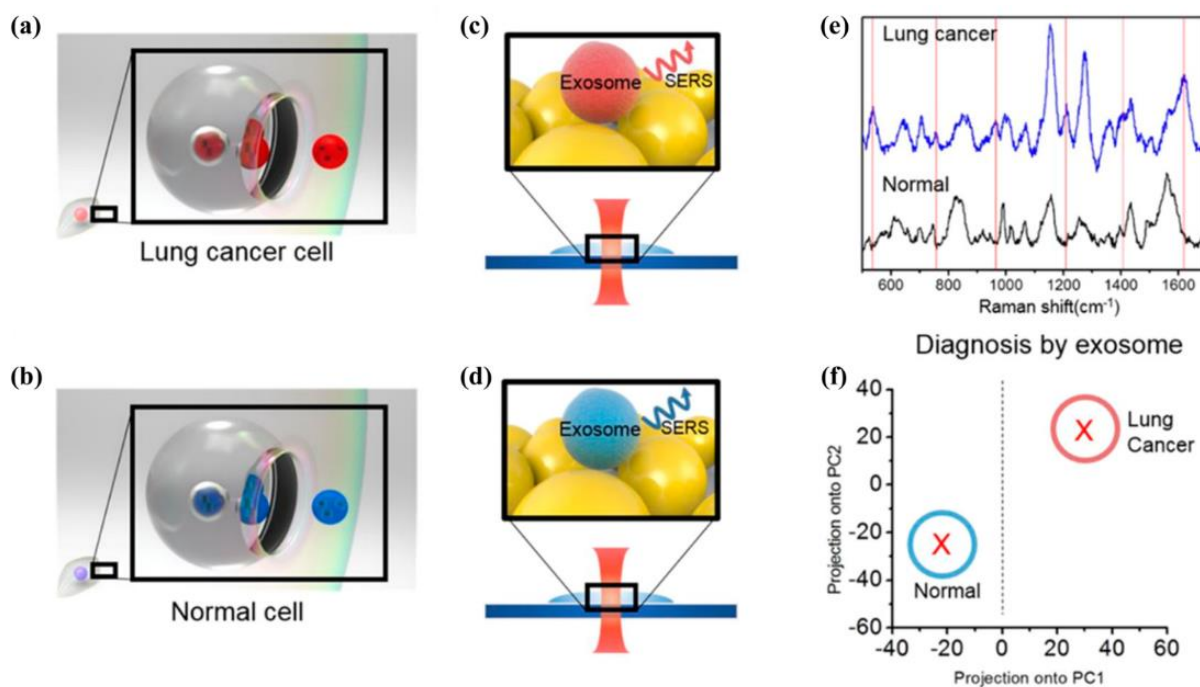 (a)
Lung cancer cell
(b)
Normal cell
(c)
Exosome
SERS
(d)
Exosome
SERS
(e)
Lung cancer
Normal
600 800 1000 1200 1400 1600
Raman shift(cm⁻¹)
Diagnosis by exosome
(f)
Projection onto PC2
40
20
0
-20
-40
-60
X
Lung
Cancer
X
Normal
-40 -20 0 20 40 60
Projection onto PC1